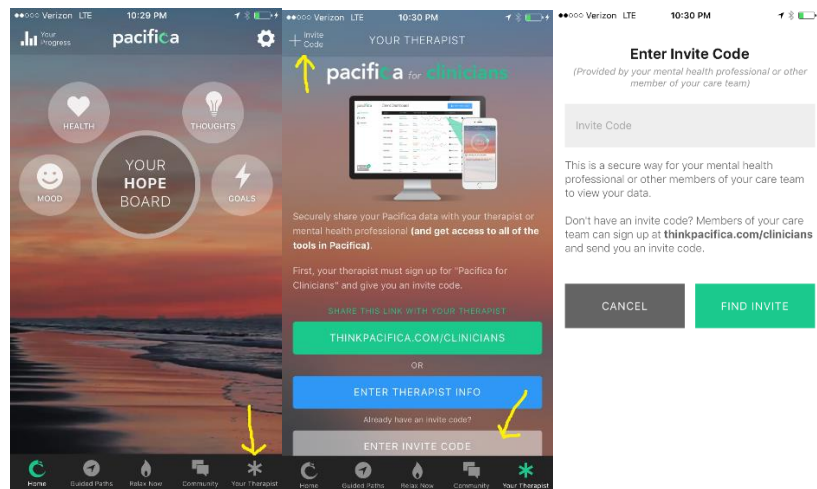 ●●○○○ Verizon LTE 10:29 PM
Your
Progress
pacifica
HEALTH
THOUGHTS
YOUR
HOPE
BOARD
MOOD
GOALS
Home Guided Paths Relax Now Community Your Therapist
●●○○○ Verizon LTE 10:30 PM
+ Invite
Code
YOUR THERAPIST
pacifica for clinicians
Securely share your Pacifica data with your therapist or
mental health professional (and get access to all of the
tools in Pacifica).
First, your therapist must sign up for "Pacifica for
Clinicians" and give you an invite code.
SHARE THIS LINK WITH YOUR THERAPIST
THINKPACIFICA.COM/CLINICIANS
OR
ENTER THERAPIST INFO
Already have an invite code?
ENTER INVITE CODE
Home Guided Paths Relax Now Community Your Therapist
●●○○○ Verizon LTE 10:30 PM
Enter Invite Code
(Provided by your mental health professional or other
member of your care team)
Invite Code
This is a secure way for your mental health
professional or other members of your care team
to view your data.
Don't have an invite code? Members of your care
team can sign up at thinkpacifica.com/clinicians
and send you an invite code.
CANCEL
FIND INVITE